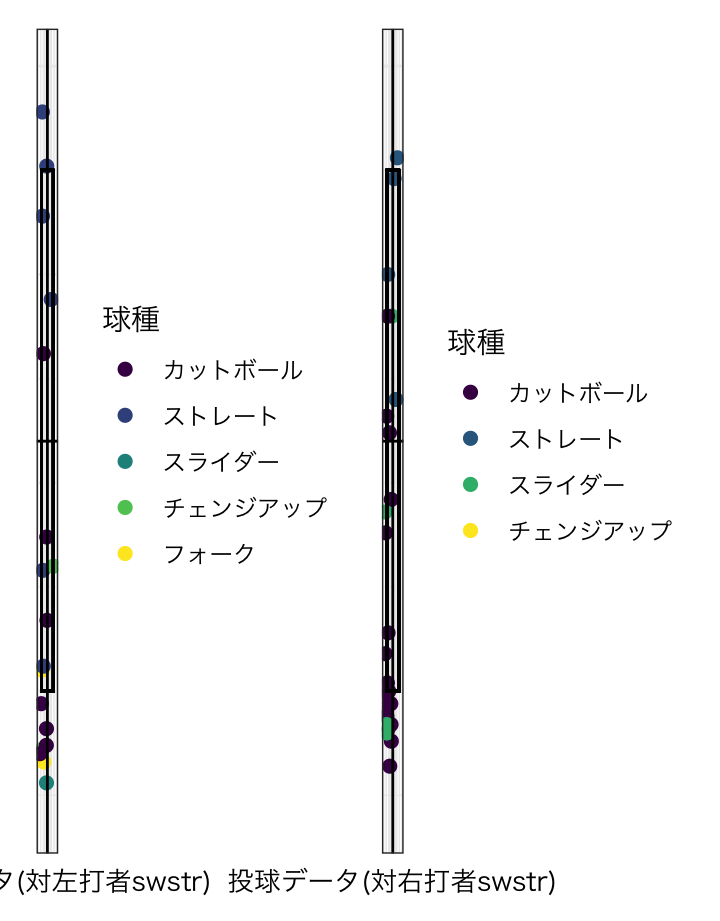 球種
カットボール
ストレート
スライダー
チェンジアップ
フォーク
球種
カットボール
ストレート
スライダー
チェンジアップ
タ(対左打者swstr)
投球データ(対右打者swstr)